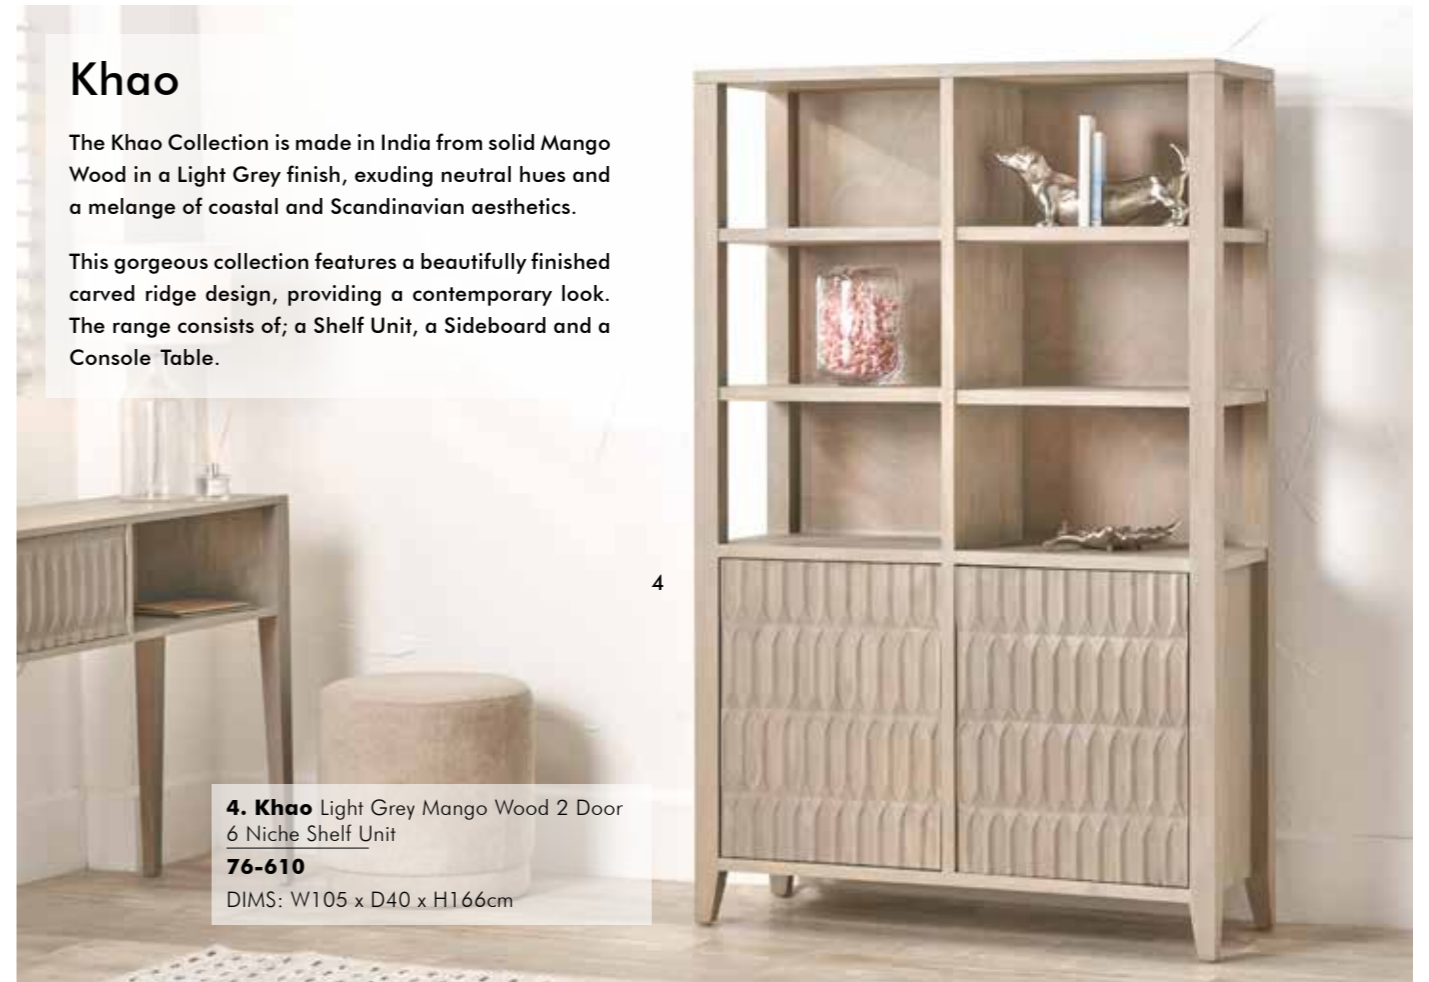 Khao
The Khao Collection is made in India from solid Mango
Wood in a Light Grey finish, exuding neutral hues and
a melange of coastal and Scandinavian aesthetics.
This gorgeous collection features a beautifully finished
carved ridge design, providing a contemporary look.
The range consists of; a Shelf Unit, a Sideboard and a
Console Table.
4
4. Khao Light Grey Mango Wood 2 Door
6 Niche Shelf Unit
76-610
DIMS: W105 x D40 x H166cm